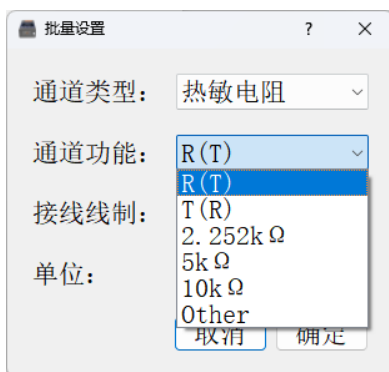 批量设置 ? ×
通道类型： 热敏电阻
通道功能： R(T)
R(T)
接线线制： T(R)
2.252kΩ
5kΩ
单位：
10kΩ
Other
取消 确定